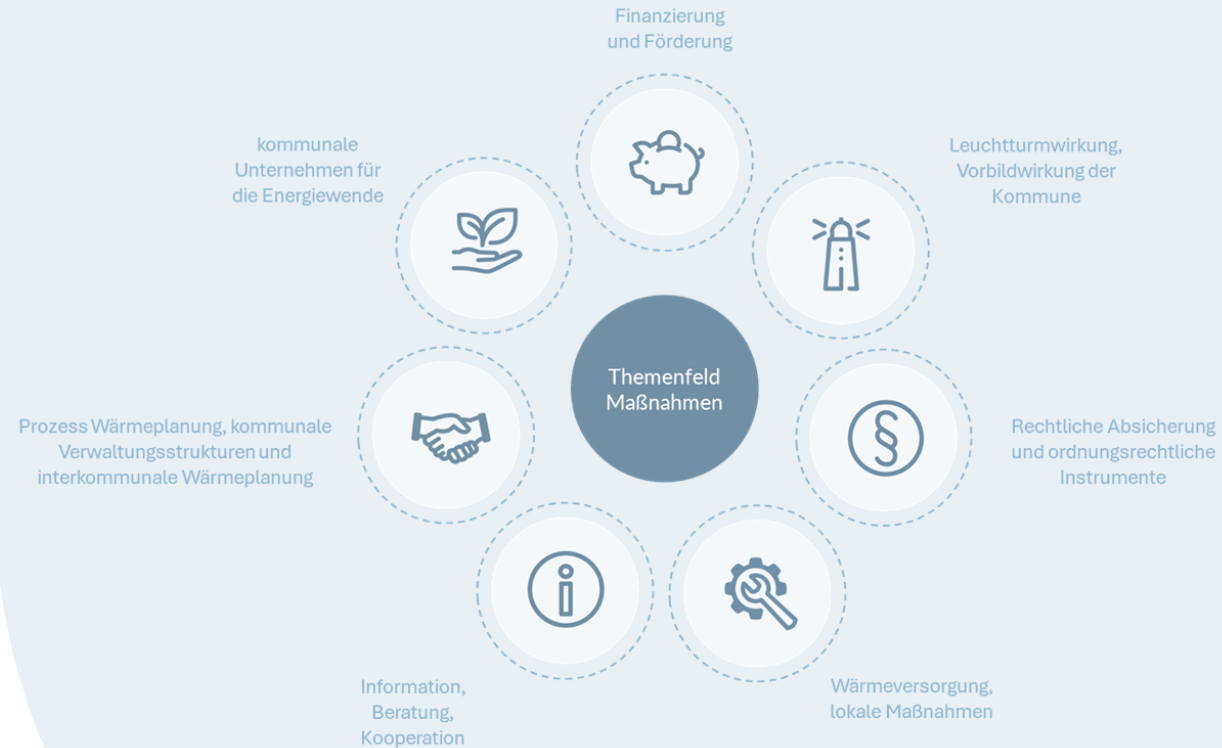 Finanzierung
und Förderung
kommunale
Unternehmen für
die Energiewende
Leuchtturmwirkung,
Vorbildwirkung der
Kommune
Themenfeld
Maßnahmen
Prozess Wärmeplanung, kommunale
Verwaltungsstrukturen und
interkommunale Wärmeplanung
Rechtliche Absicherung
und ordnungsrechtliche
Instrumente
Information,
Beratung,
Kooperation
Wärmeversorgung,
lokale Maßnahmen